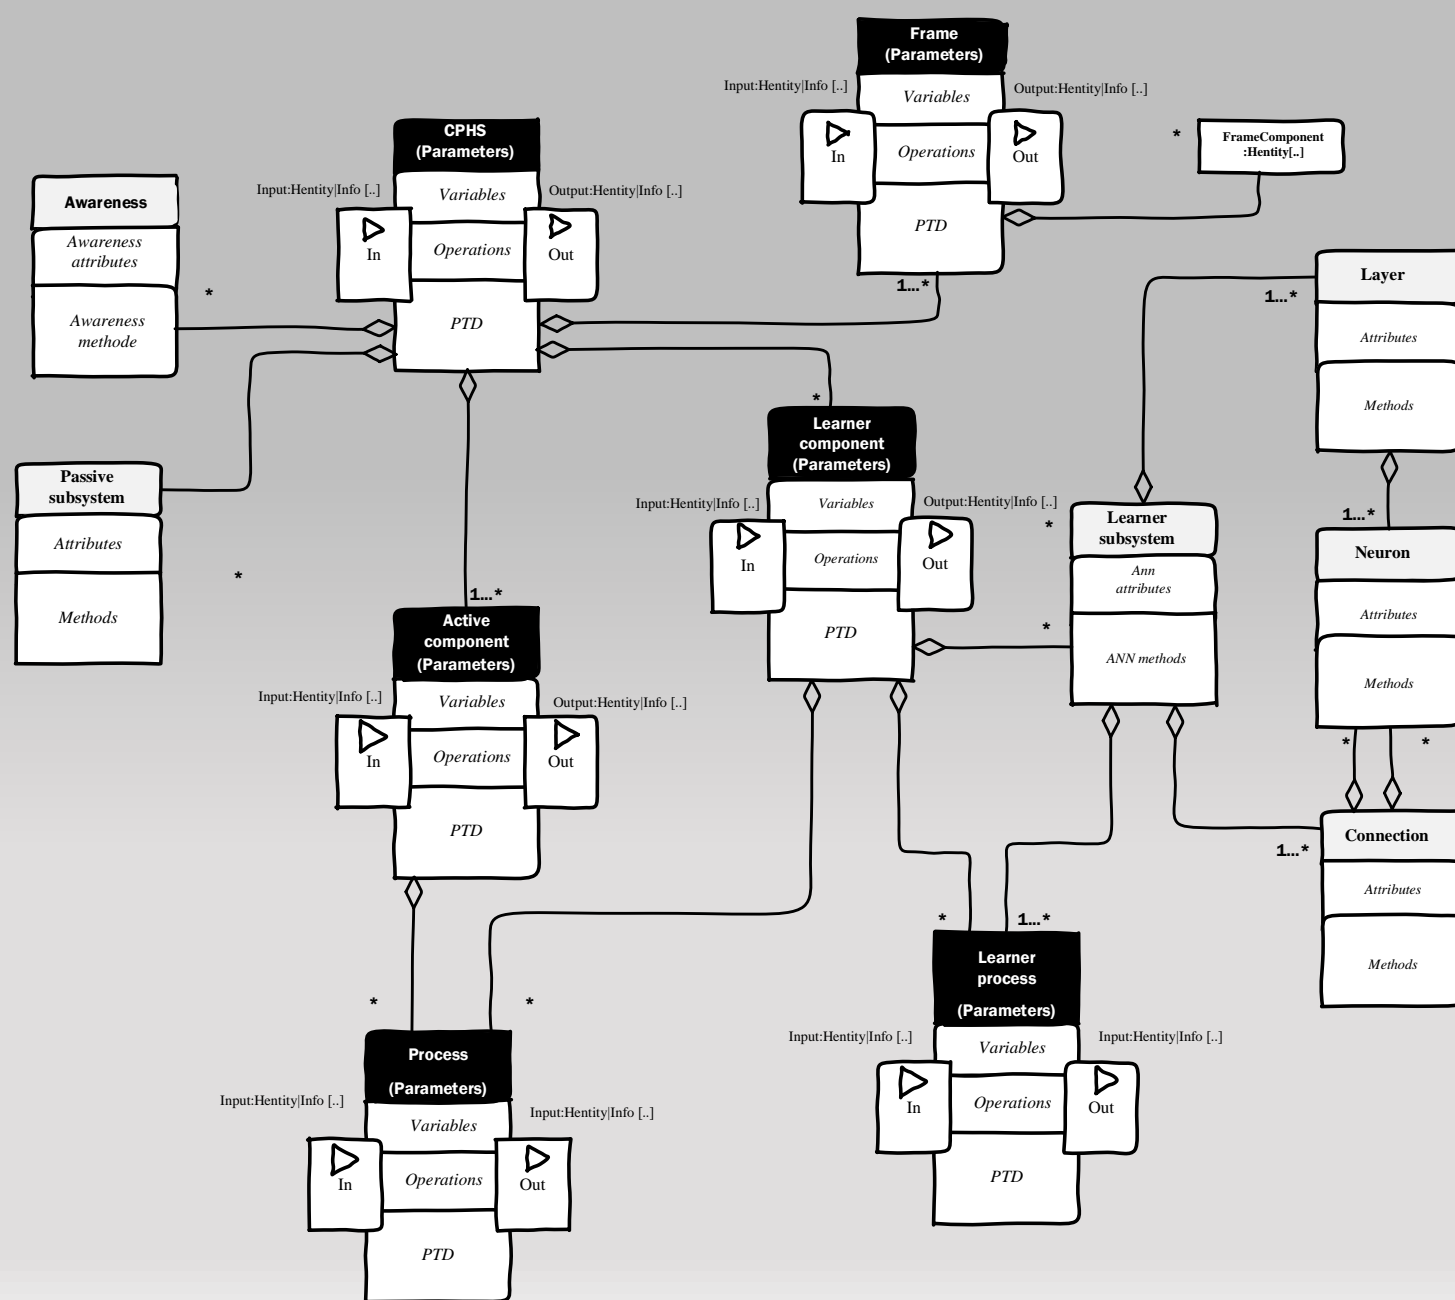 Frame
(Parameters)
Input:Hentity|Info [..]
Output:Hentity|Info [..]
Variables
In
Operations
Out
PTD
1...*
*
FrameComponent
:Hentity[..]
CPHS
(Parameters)
Input:Hentity|Info [..]
Output:Hentity|Info [..]
Variables
In
Operations
Out
PTD
Awareness
Awareness
attributes
*
Awareness
methode
Passive
subsystem
Attributes
*
Methods
Layer
1...*
Attributes
Methods
*
Learner
component
(Parameters)
Input:Hentity|Info [..]
Output:Hentity|Info [..]
Variables
In
Operations
Out
PTD
*
*
Learner
subsystem
Ann
attributes
ANN methods
1...*
Neuron
Attributes
Methods
*
*
1...*
Active
component
(Parameters)
Input:Hentity|Info [..]
Output:Hentity|Info [..]
Variables
In
Operations
Out
PTD
Connection
1...*
Attributes
Methods
*
1...*
Learner
process
(Parameters)
Input:Hentity|Info [..]
Input:Hentity|Info [..]
Variables
In
Operations
Out
PTD
*
*
Process
(Parameters)
Input:Hentity|Info [..]
Input:Hentity|Info [..]
Variables
In
Operations
Out
PTD